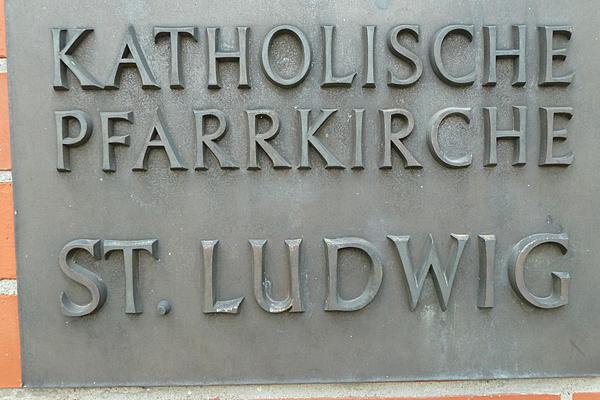 KATHOLISCHE
PFARRKIRCHE
ST. LUDWIG